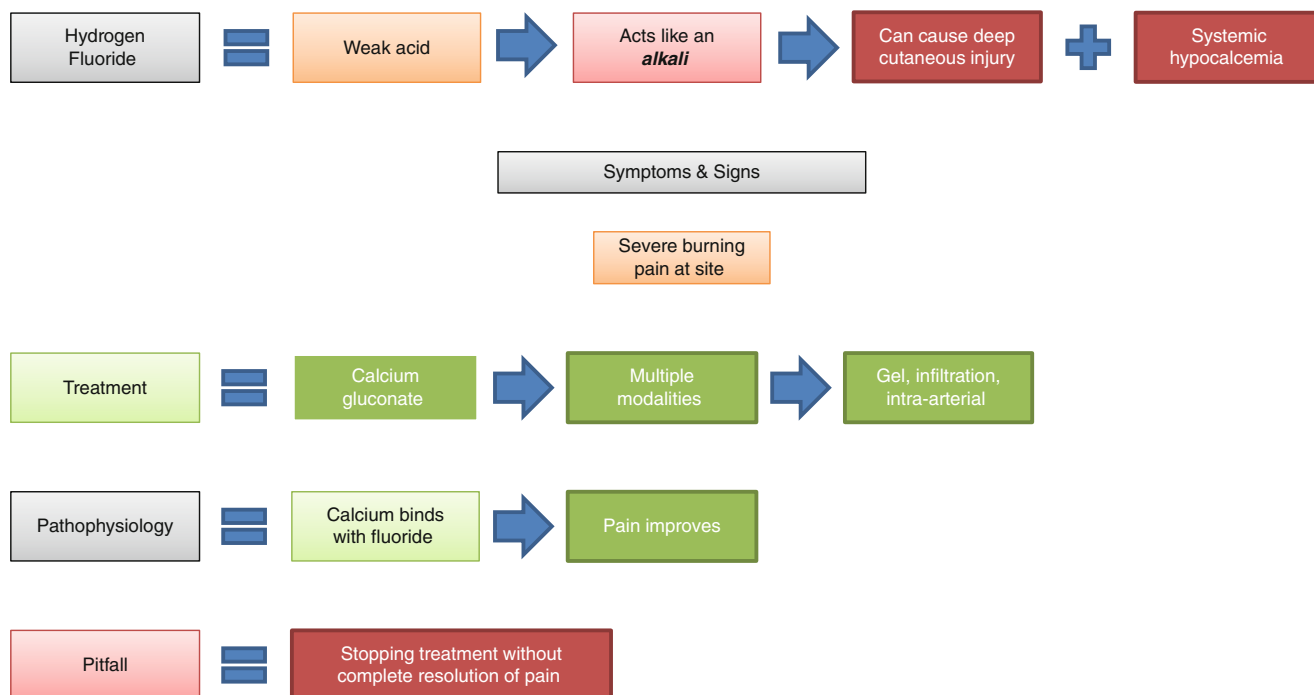 Hydrogen
Fluoride
Weak acid
Acts like an
alkali
Can cause deep
cutaneous injury
Systemic
hypocalcemia
Symptoms & Signs
Severe burning
pain at site
Treatment
Calcium
gluconate
Multiple
modalities
Gel, infiltration,
intra-arterial
Pathophysiology
Calcium binds
with fluoride
Pain improves
Pitfall
Stopping treatment without
complete resolution of pain